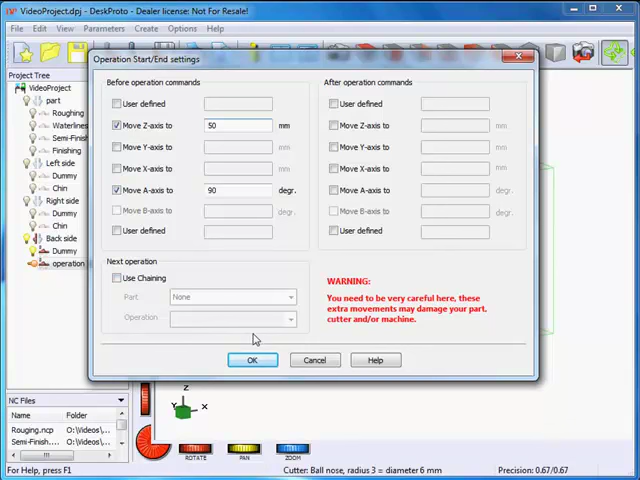 VideoProject.dpj - DeskProto - Dealer license: Not For Resale!
File Edit View Parameters Create Options Help
Project Tree
VideoProject
part
Roughing
Waterlines
Semi-Finish
Finishing
Left side
Dummy
Chin
Right side
Dummy
Chin
Back side
Dummy
operation
Operation Start/End settings
Before operation commands
User defined
Move Z-axis to 50 mm
Move Y-axis to mm
Move X-axis to mm
Move A-axis to 90 degr.
Move B-axis to degr.
User defined
After operation commands
User defined
Move Z-axis to mm
Move Y-axis to mm
Move X-axis to mm
Move A-axis to degr.
Move B-axis to degr.
User defined
Next operation
Use Chaining
Part None
Operation
WARNING:
You need to be very careful here, these
extra movements may damage your part.
cutter and/or machine.
OK Cancel Help
NC Files
Name Folder
Rouging.ncp O:\Videos\
Semi-Finish... O:\Videos\
Z
Y X
ROTATE PAN ZOOM
For Help, press F1 Cutter: Ball nose, radius 3 = diameter 6 mm Precision: 0.67/0.67